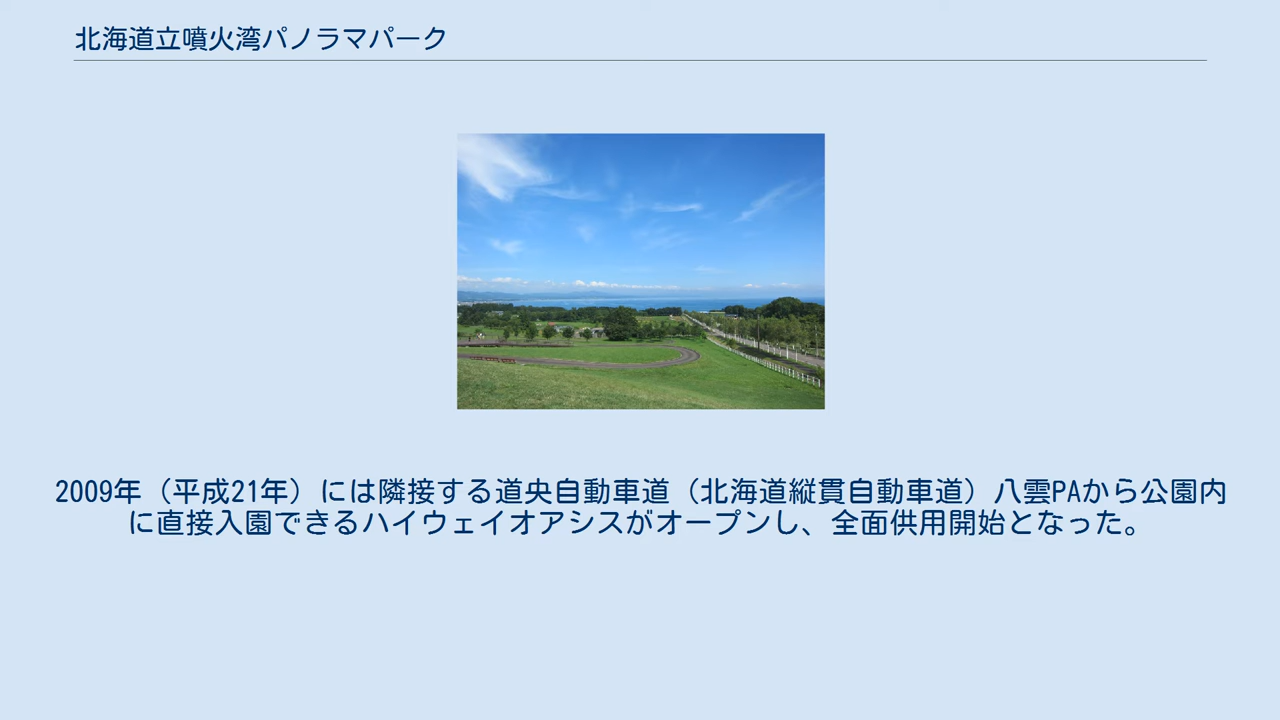 北海道立噴火湾パノラマパーク
2009年（平成21年）には隣接する道央自動車道（北海道縦貫自動車道）八雲PAから公園内
に直接入園できるハイウェイオアシスがオープンし、全面供用開始となった。